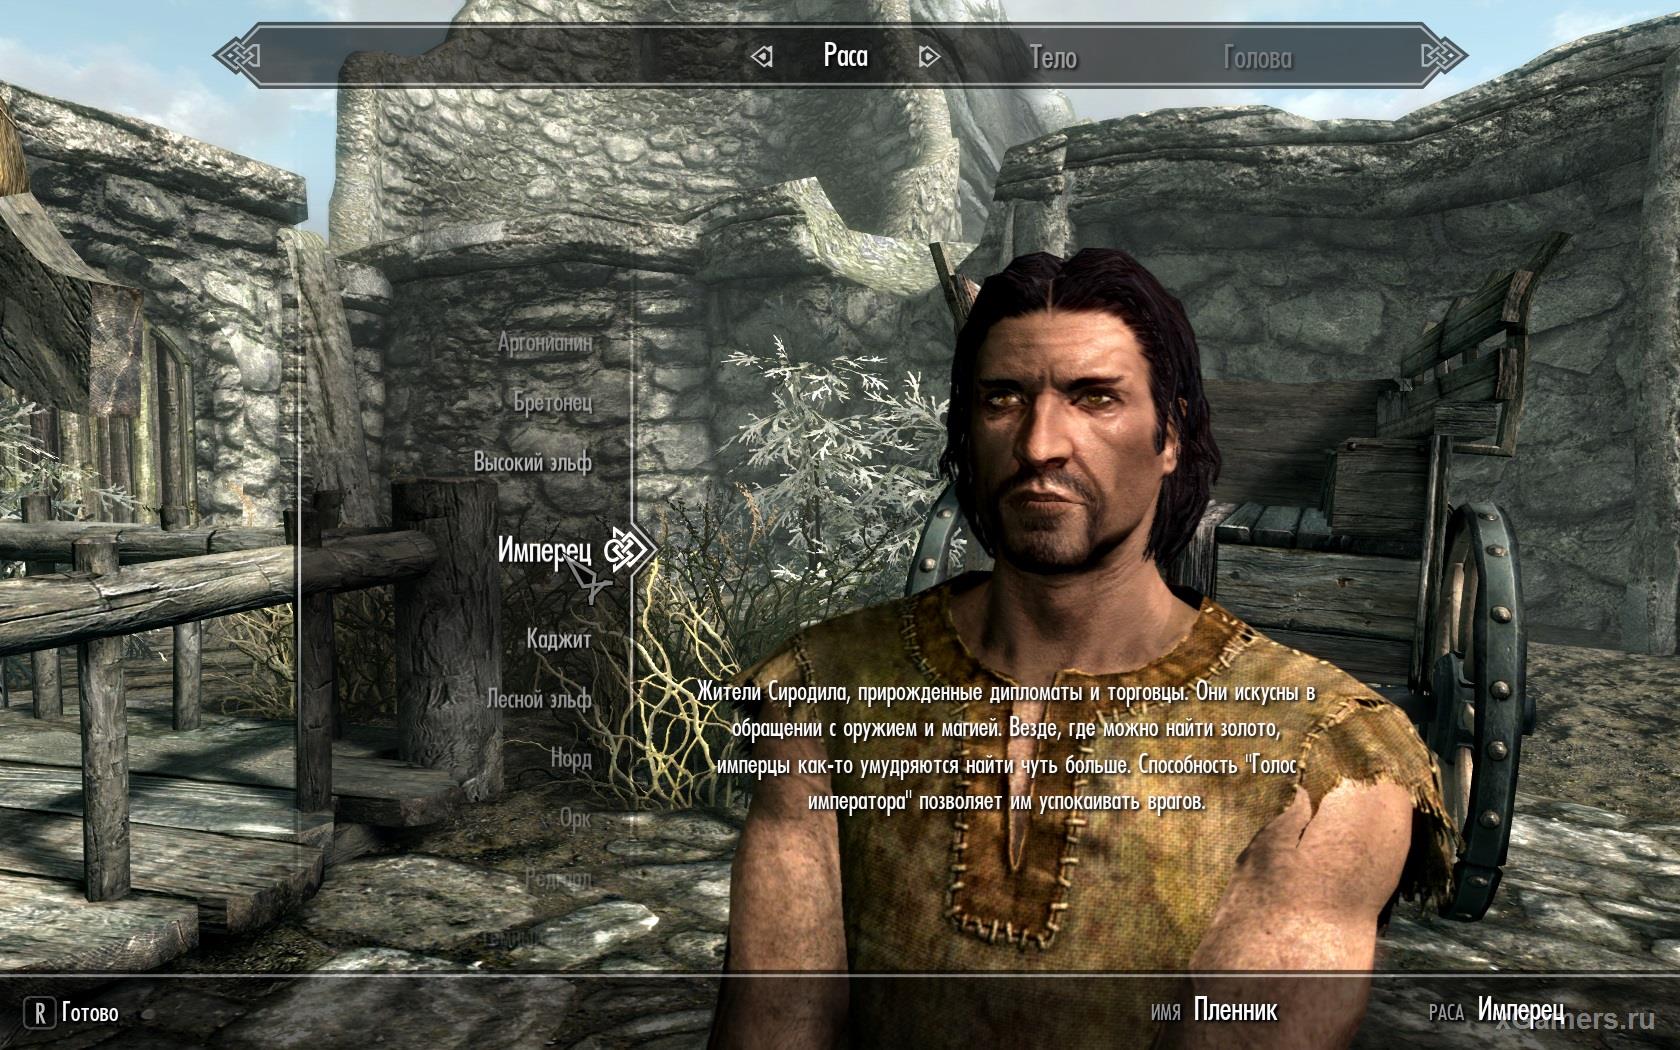 Раса
Тело
Голова
Аргонианин
Бретонец
Высокий эльф
Имперец
Каджит
Лесной эльф
Норд
Орк
Редгард
Жители Сиродила, прирожденные дипломаты и торговцы. Они искусны в
обращении с оружием и магией. Везде, где можно найти золото,
имперцы как-то умудряются найти чуть больше. Способность "Голос
императора" позволяет им успокаивать врагов.
R Готово
ИМЯ Пленник
РАСА Имперец
xGamers.ru